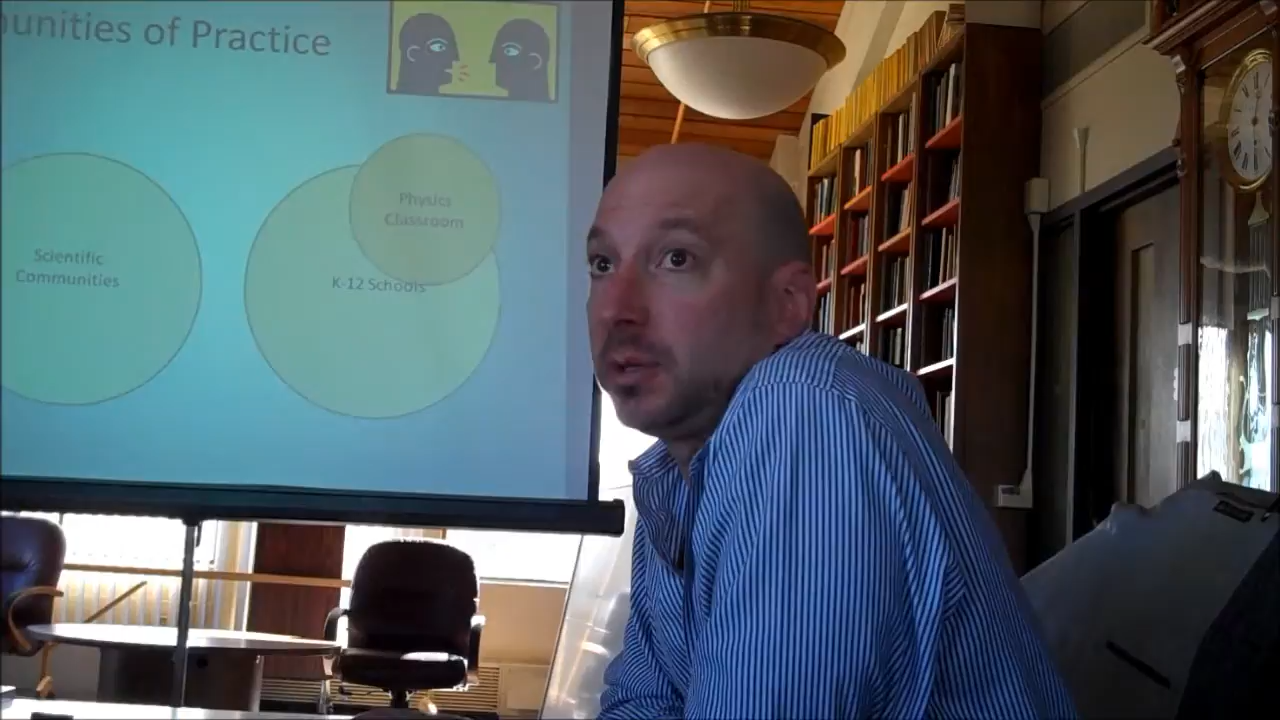 unities of Practice
Physics
Classroom
Scientific
Communities
K-12 Schools